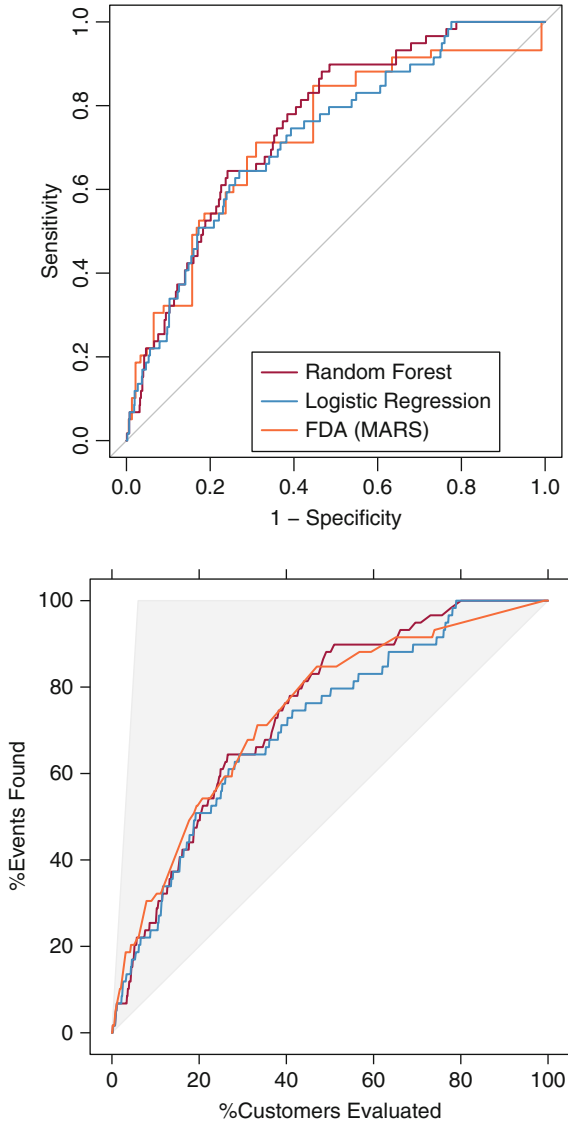 1.0
0.8
0.6
0.4
0.2
0.0
Sensitivity
Random Forest
Logistic Regression
FDA (MARS)
0.0 0.2 0.4 0.6 0.8 1.0
1 − Specificity
100
80
60
40
20
0
%Events Found
0 20 40 60 80 100
%Customers Evaluated